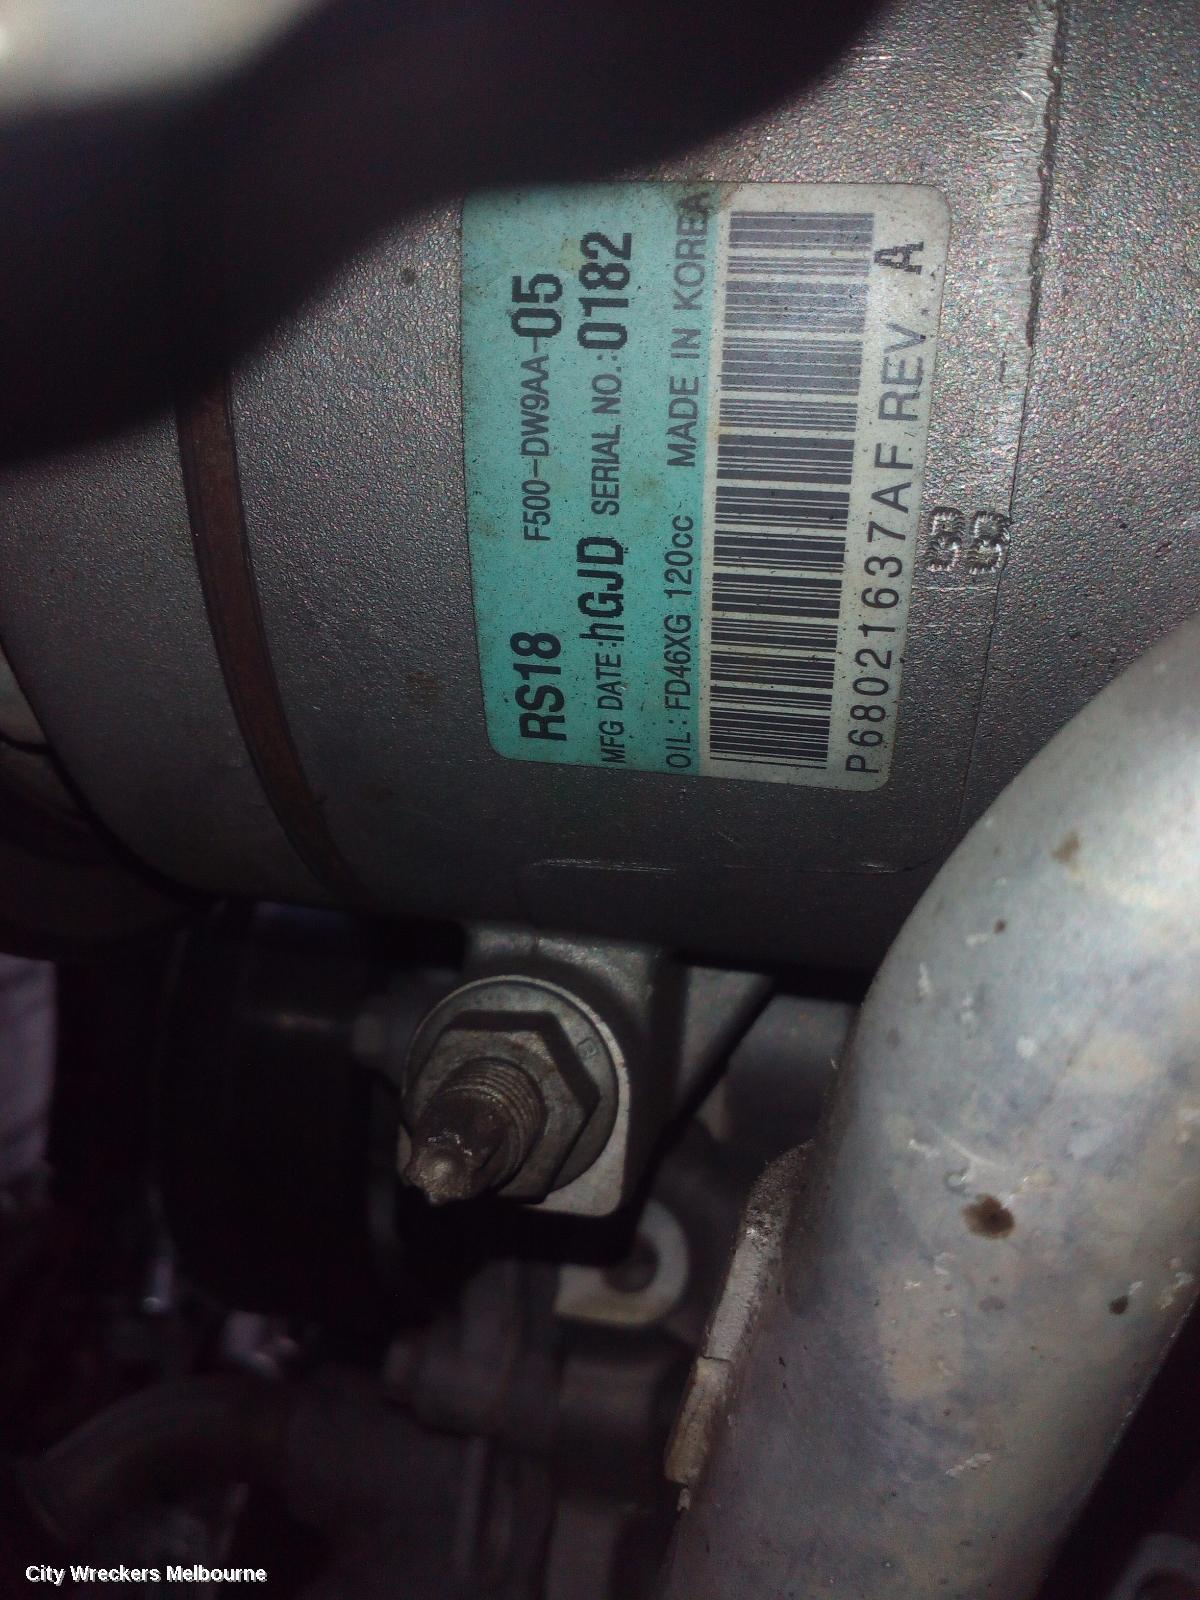 RS18 F500-DW9AA-05
MFG DATE:hGJD SERIAL NO.:0182
OIL: FD46XG 120cc MADE IN KOREA
P68021637AF REV. A
City Wreckers Melbourne